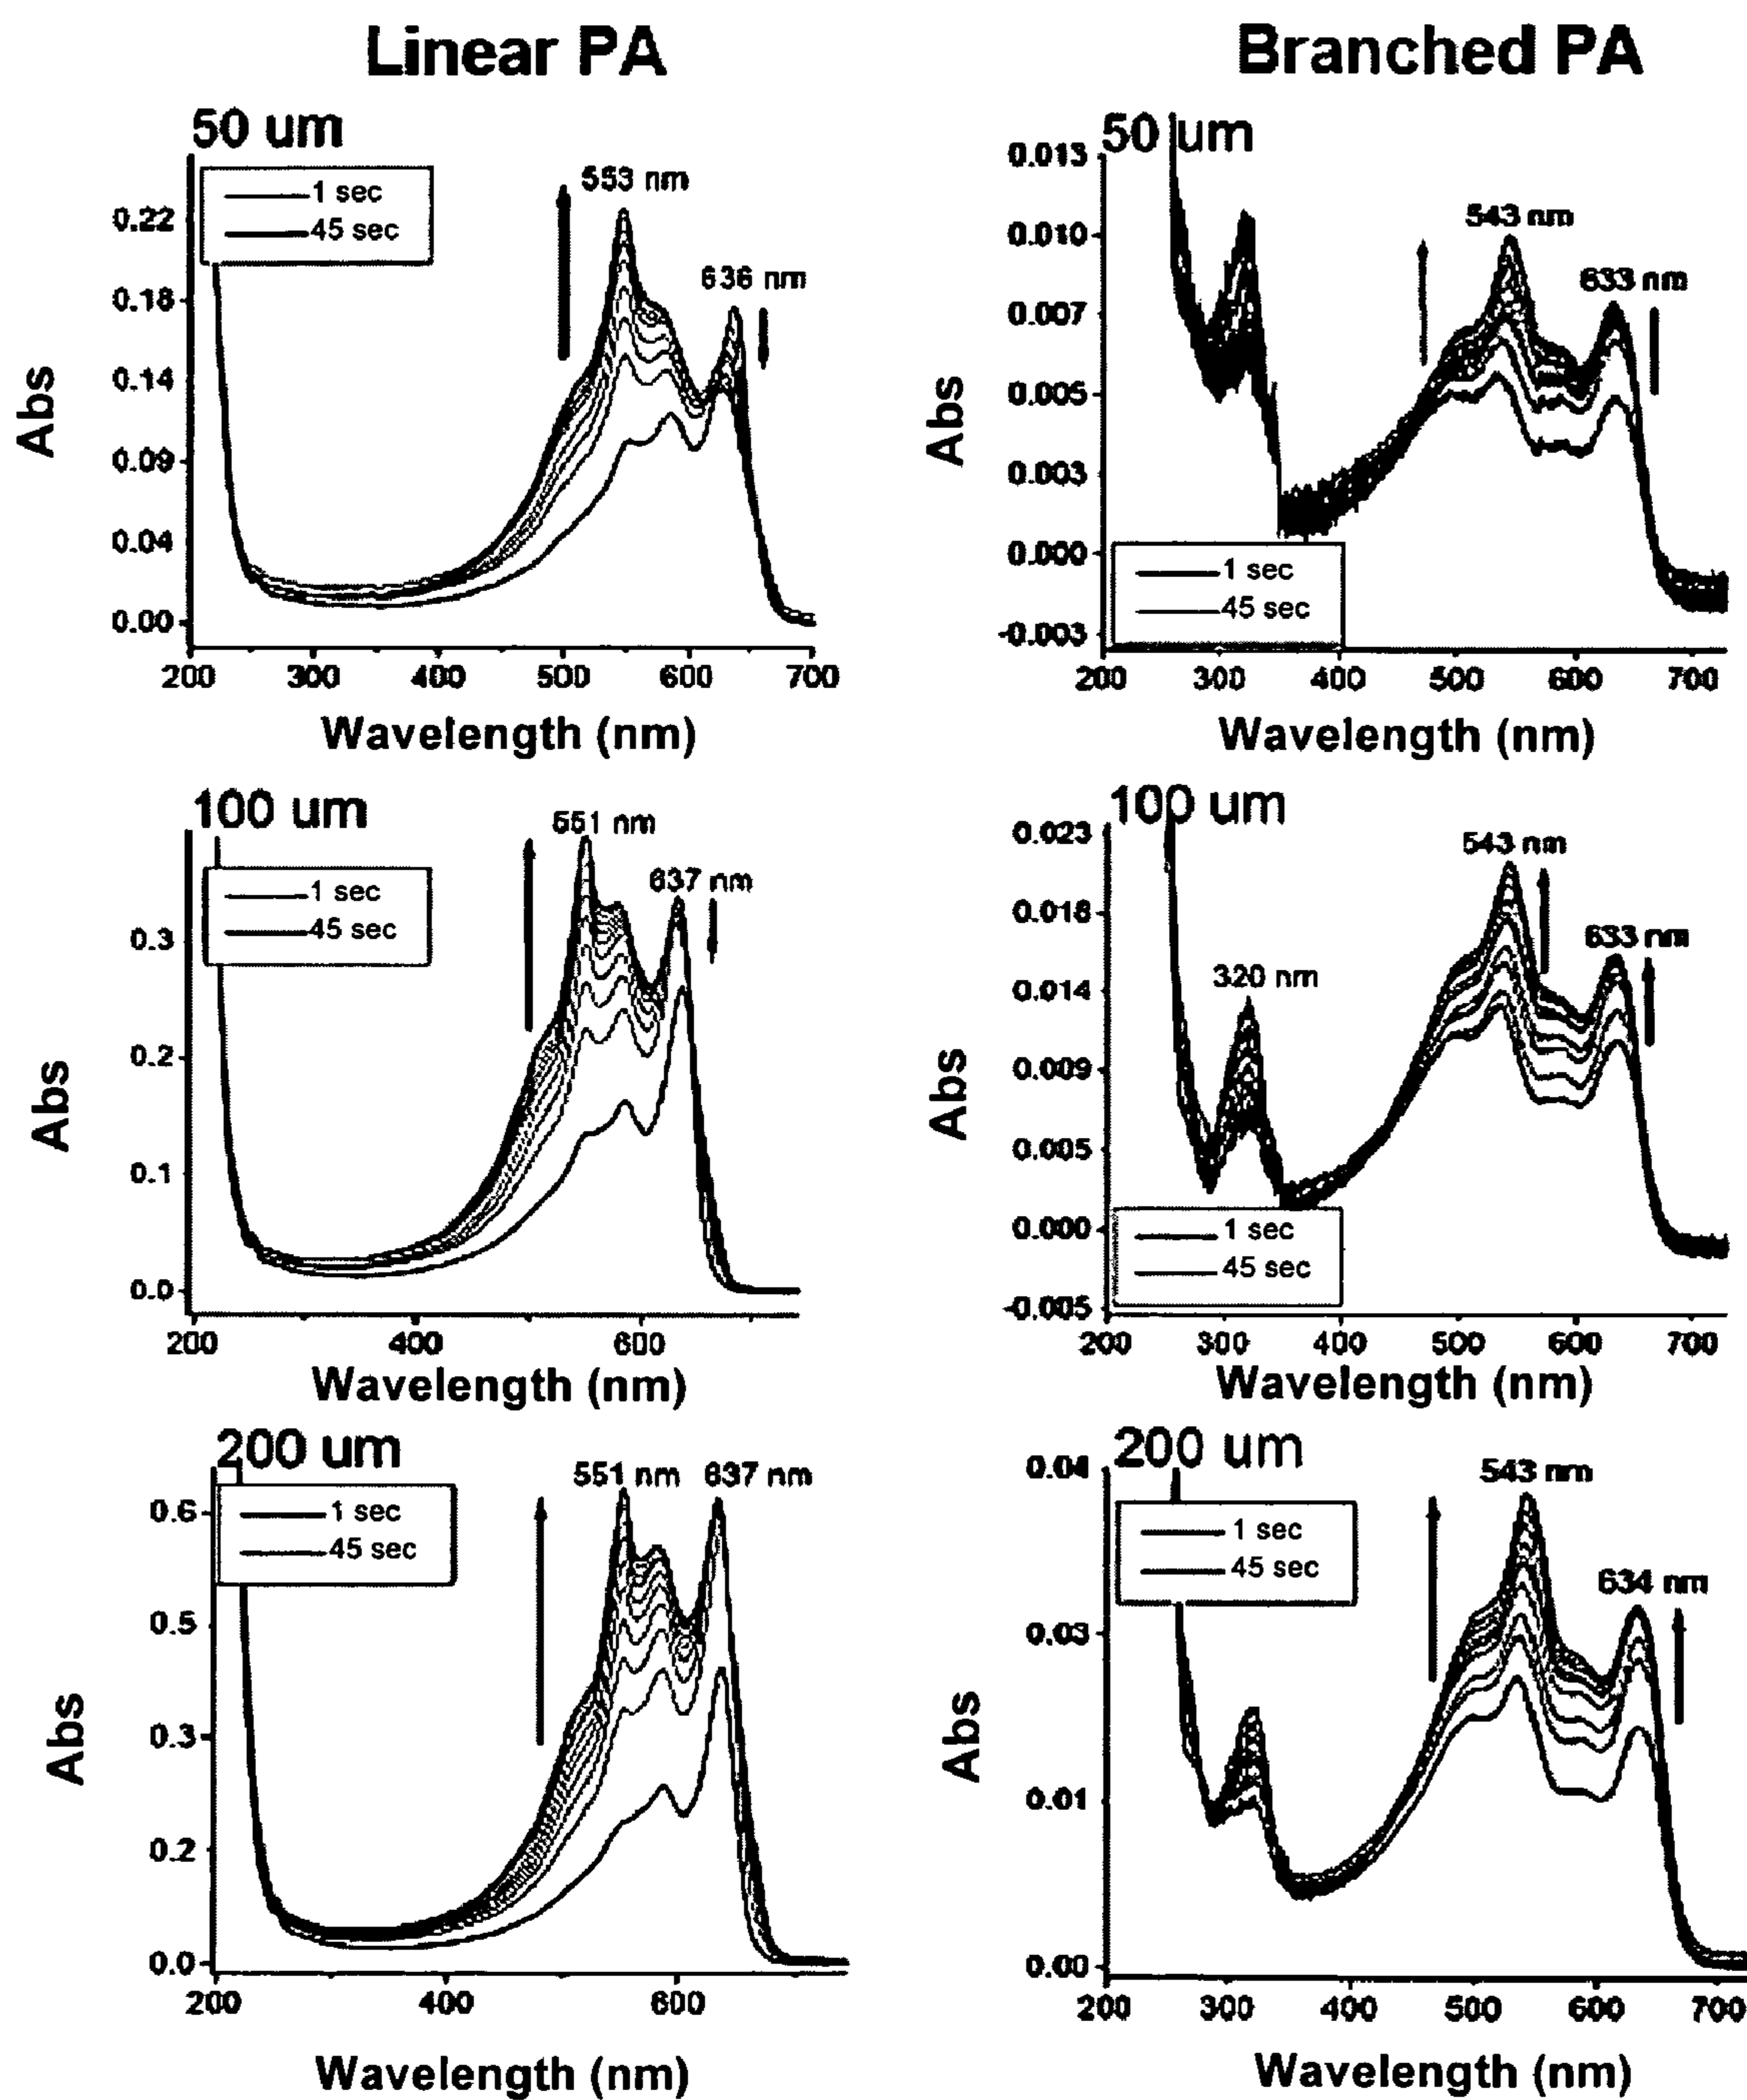 Linear PA
Branched PA
50 um
1 sec
45 sec
553 nm
636 nm
0.22
0.18
0.14
0.09
0.04
0.00
200 300 400 500 600 700
Abs
Wavelength (nm)
50 um
543 nm
633 nm
0.013
0.010
0.007
0.005
0.003
0.000
-0.003
1 sec
45 sec
200 300 400 500 600 700
Abs
Wavelength (nm)
100 um
1 sec
45 sec
551 nm
637 nm
0.3
0.2
0.1
0.0
200 400 600
Abs
Wavelength (nm)
100 um
543 nm
633 nm
320 nm
0.023
0.018
0.014
0.009
0.005
0.000
-0.005
1 sec
45 sec
200 300 400 500 600 700
Abs
Wavelength (nm)
200 um
1 sec
45 sec
551 nm 637 nm
0.6
0.5
0.3
0.2
0.0
200 400 600
Abs
Wavelength (nm)
200 um
1 sec
45 sec
543 nm
634 nm
0.04
0.03
0.01
0.00
200 300 400 500 600 700
Abs
Wavelength (nm)